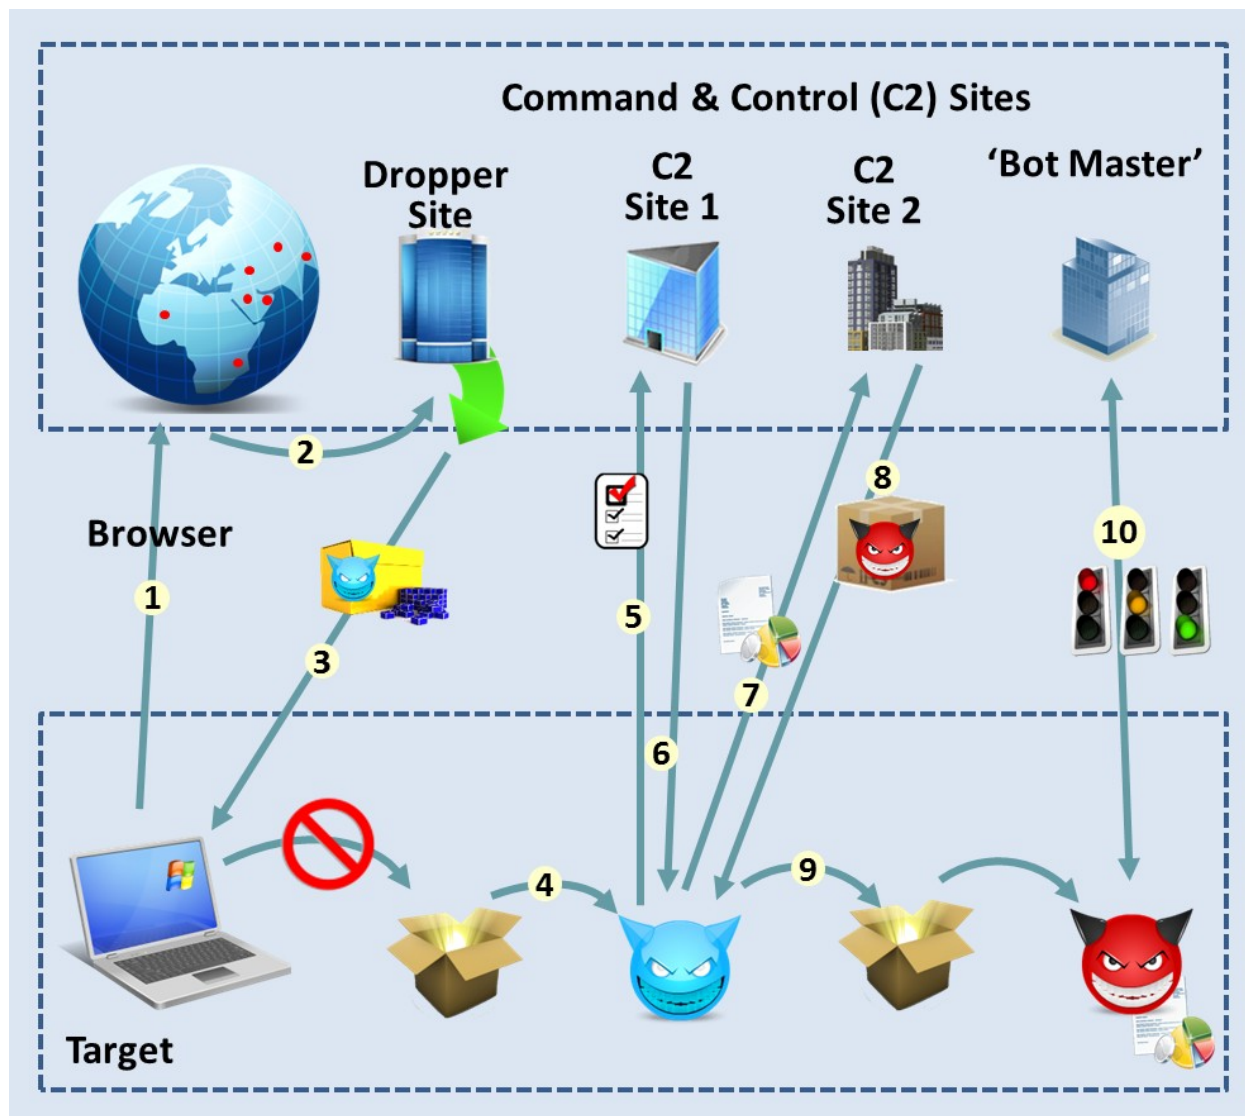 Command & Control (C2) Sites
Dropper
Site
C2
Site 1
C2
Site 2
‘Bot Master’
2
8
Browser
10
1
5
3
7
6
4
9
Target